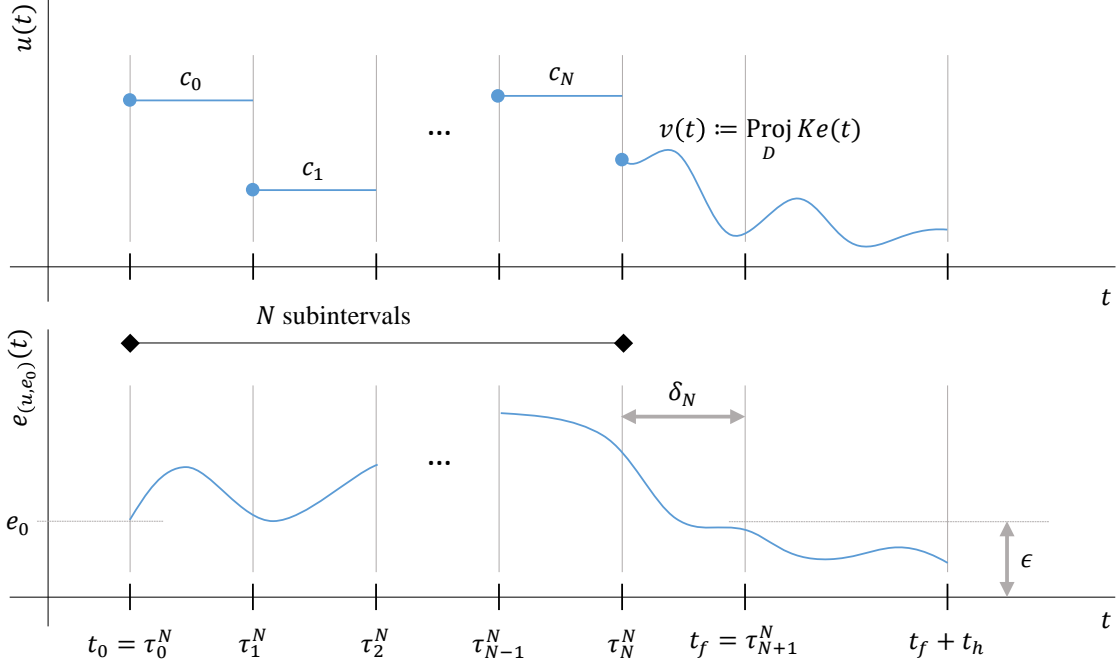 u(t)
c_0
c_N
c_1
...
v(t) ≔ Proj Ke(t)
D
t
N subintervals
e_{(u,e_0)}(t)
δ_N
...
e_0
ϵ
t
t_0 = τ_0^N
τ_1^N
τ_2^N
τ_{N−1}^N
τ_N^N
t_f = τ_{N+1}^N
t_f + t_h